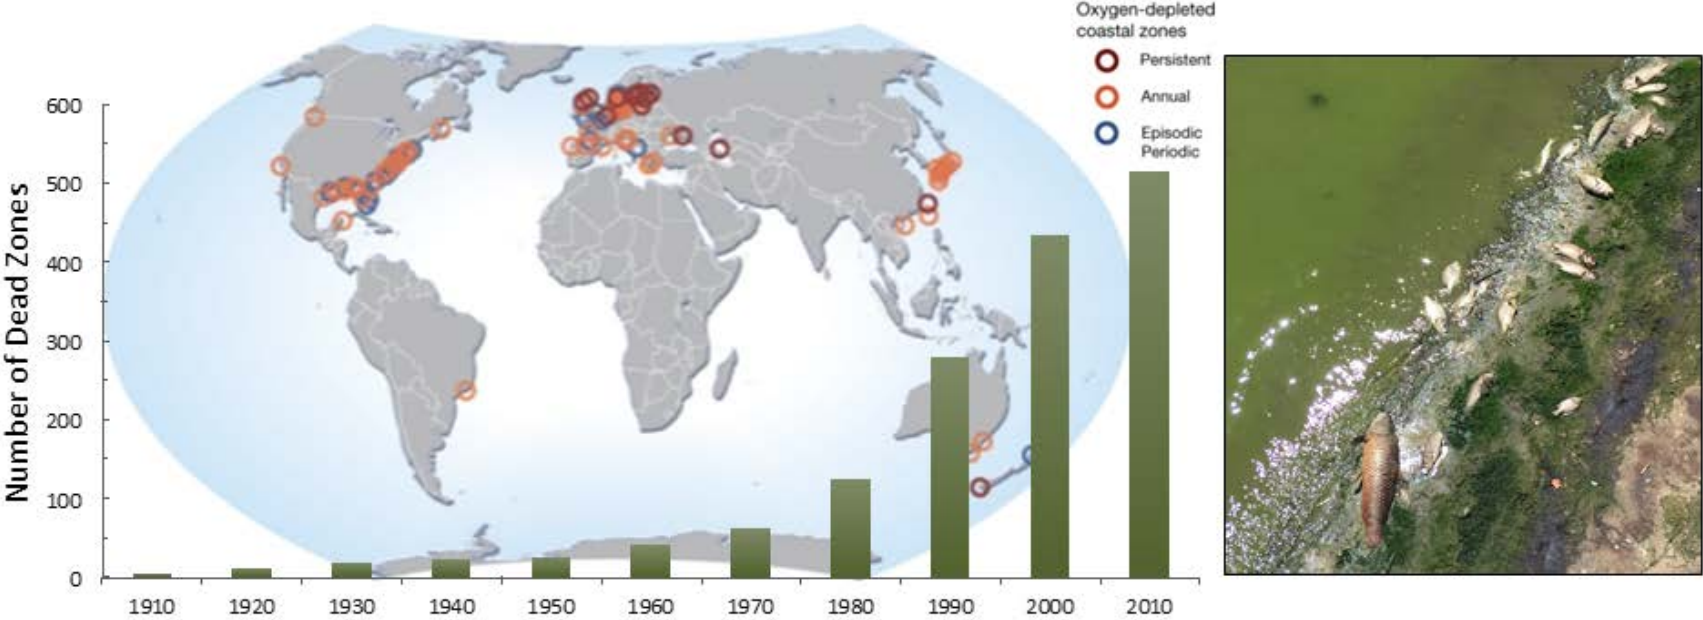 Oxygen-depleted
coastal zones
Persistent
Annual
Episodic
Periodic
Number of Dead Zones
600
500
400
300
200
100
0
1910 1920 1930 1940 1950 1960 1970 1980 1990 2000 2010